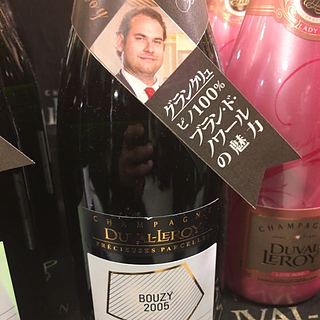 グランクリュ
ピノ100%
ブラン・ド・
ノワール
の魅力
CHAMPAGNE
DUVAL-LEROY
PRÉCIEUSES PARCELLES
BOUZY
2005
LADY
CHAMPAGNE
DUVAL
LEROY